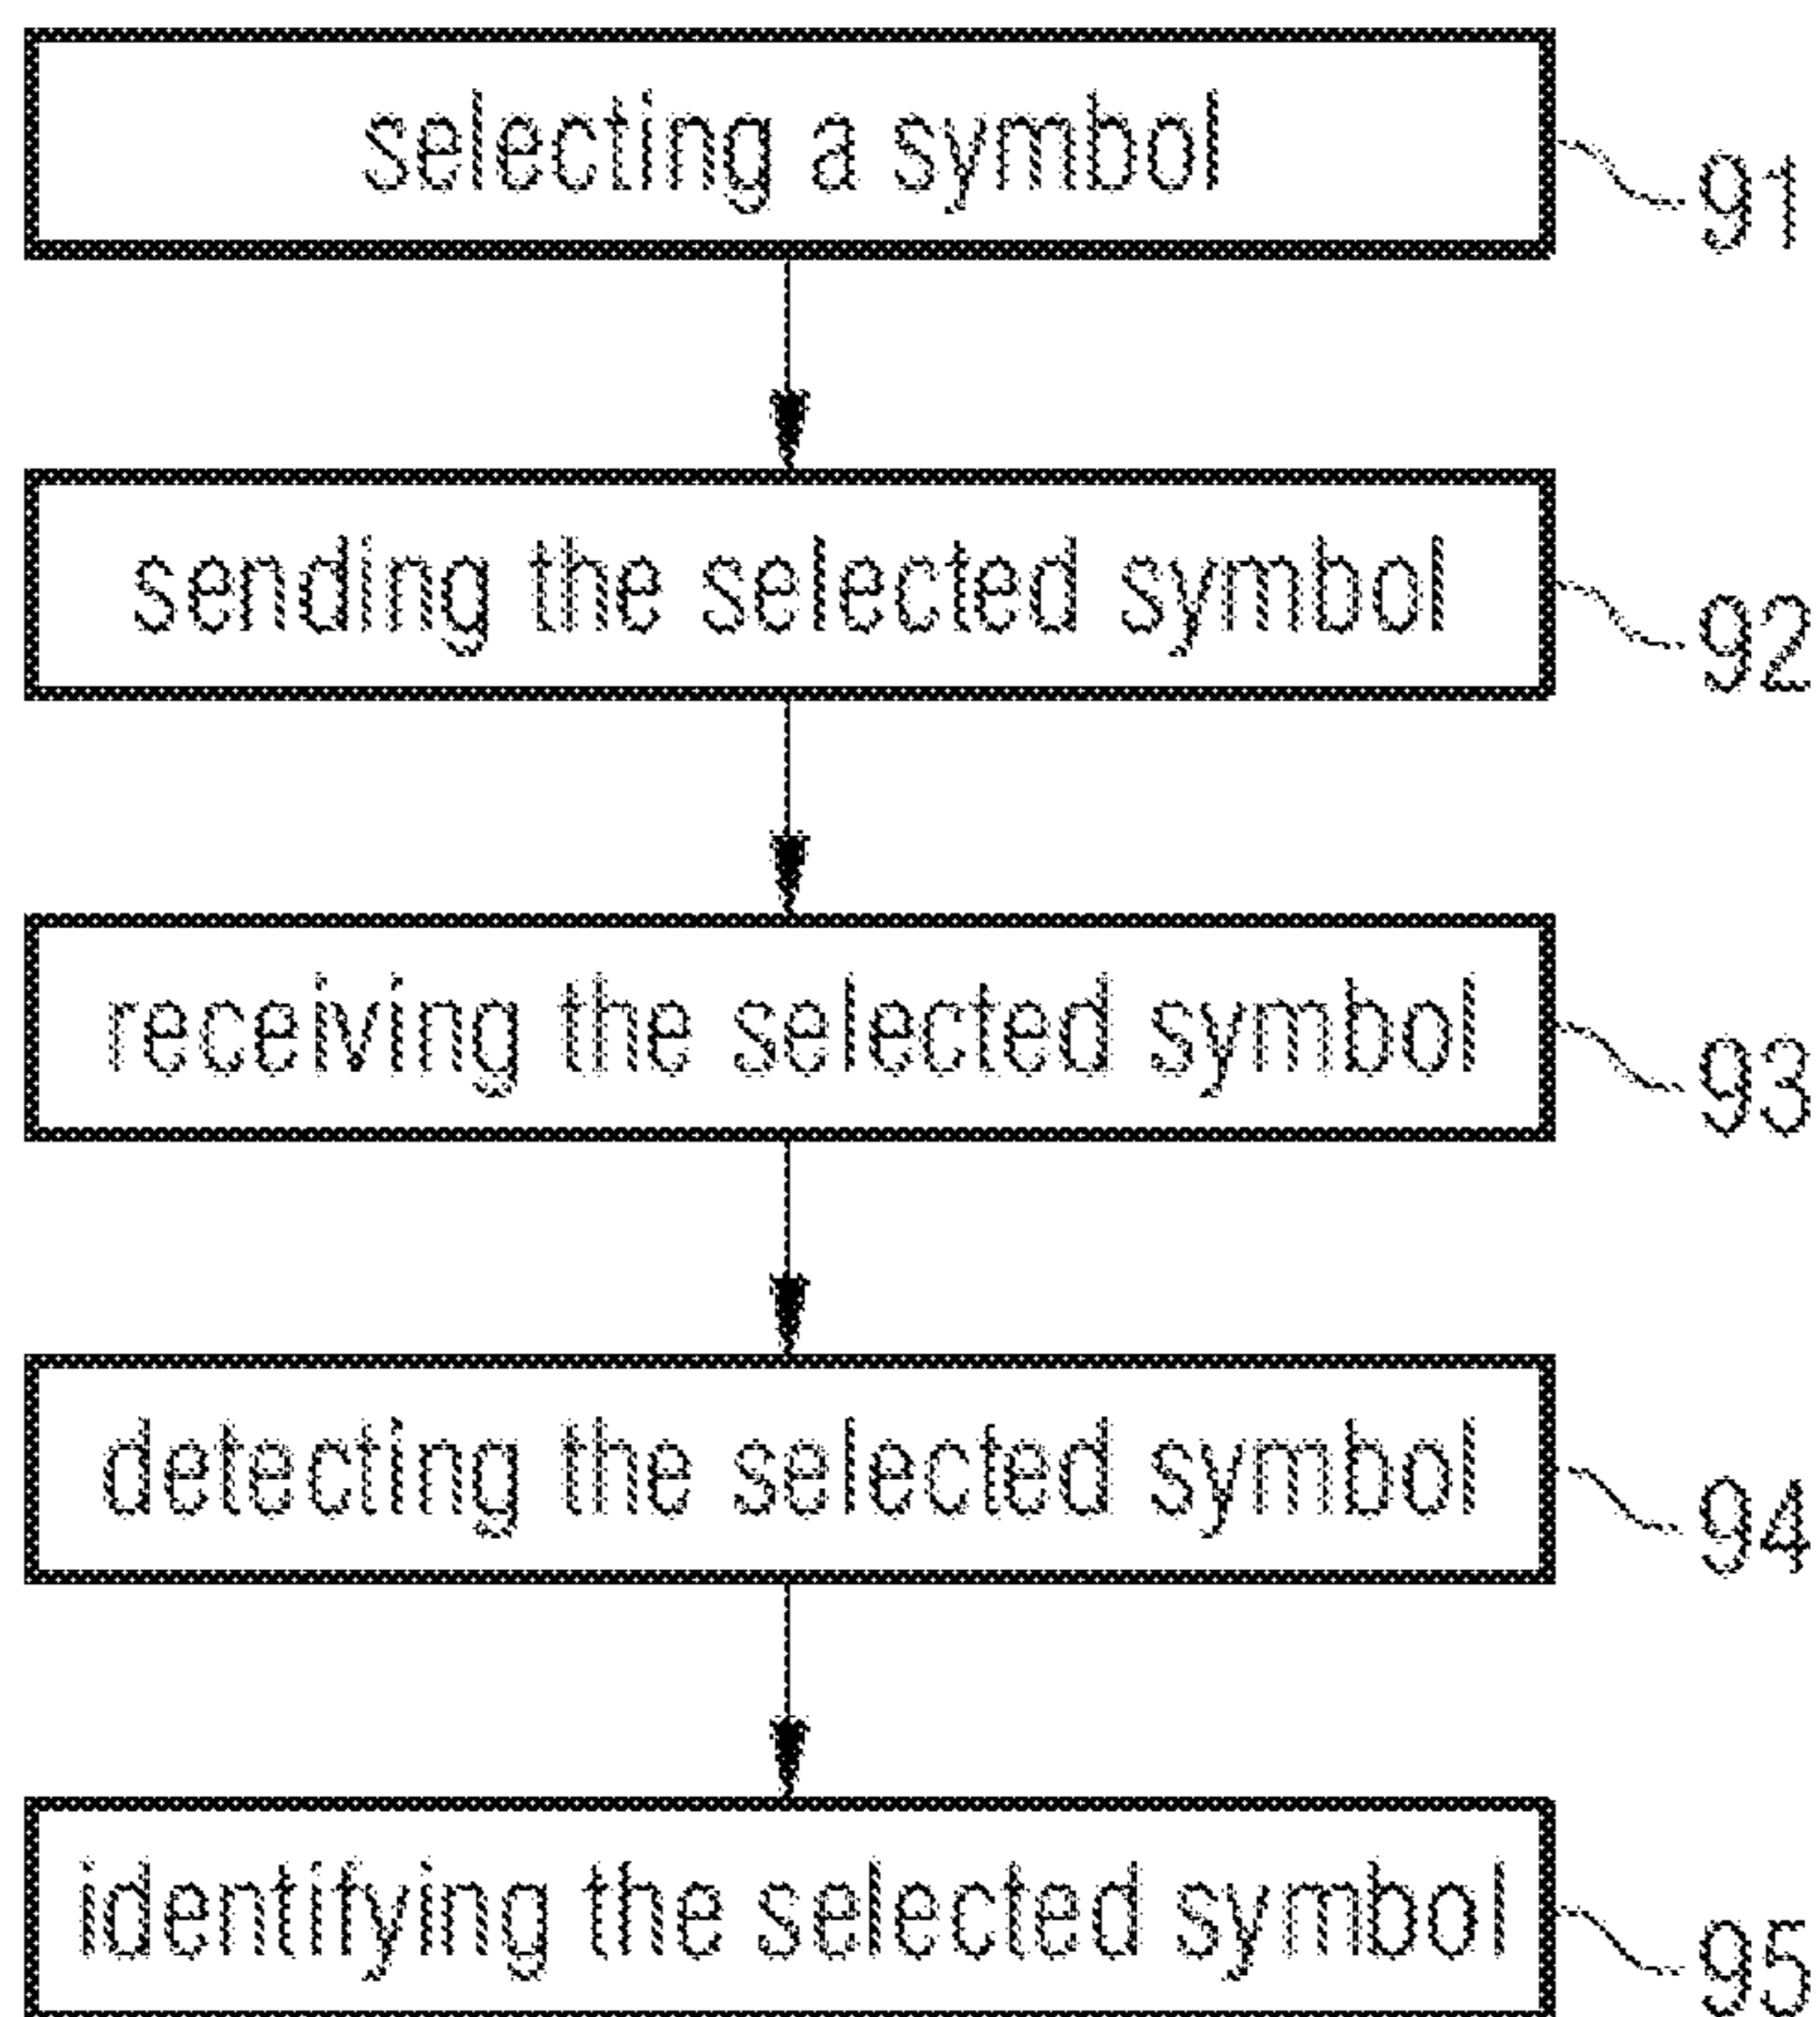 selecting a symbol
91
sending the selected symbol
92
receiving the selected symbol
93
detecting the selected symbol
94
identifying the selected symbol
95